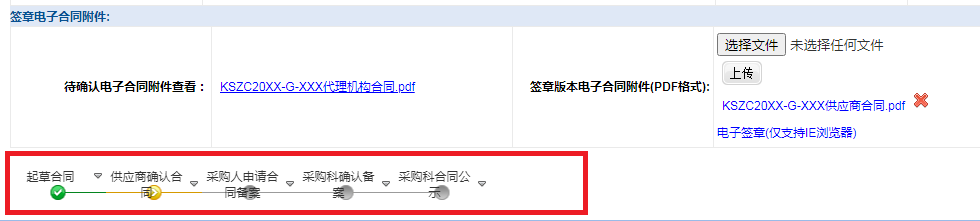 签章电子合同附件:
待确认电子合同附件查看：
KSZC20XX-G-XXX代理机构合同.pdf
签章版本电子合同附件(PDF格式):
选择文件 未选择任何文件
上传
KSZC20XX-G-XXX供应商合同.pdf
电子签章(仅支持IE浏览器)
起草合同
供应商确认合同
采购人申请合同备案
采购科确认备案
采购科合同公示